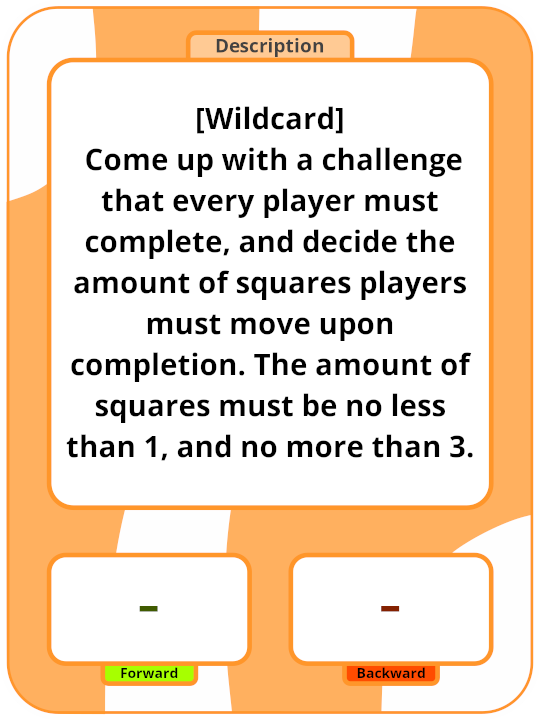 Description
[Wildcard]
Come up with a challenge
that every player must
complete, and decide the
amount of squares players
must move upon
completion. The amount of
squares must be no less
than 1, and no more than 3.
– –
Forward Backward